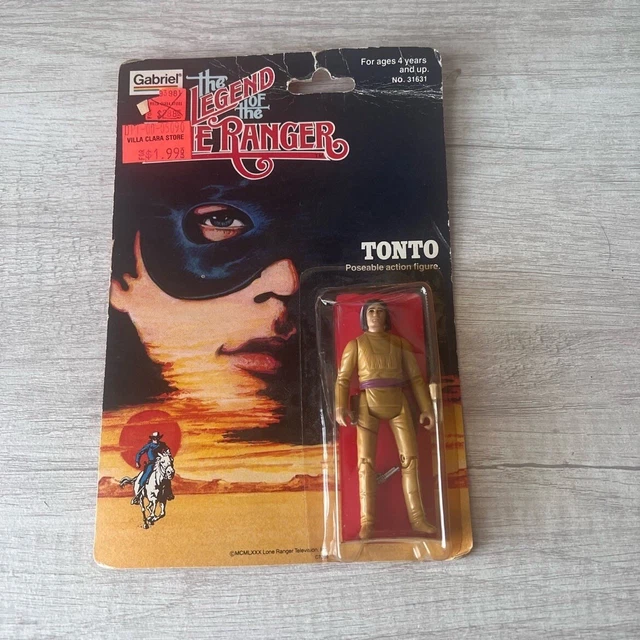 Gabriel®
the
LEGEND
of
the
E RANGER
For ages 4 years
and up.
NO. 31631
VILLA CLARA STORE
$1.99
TONTO
Poseable action figure.
©MCMLXXX Lone Ranger Television